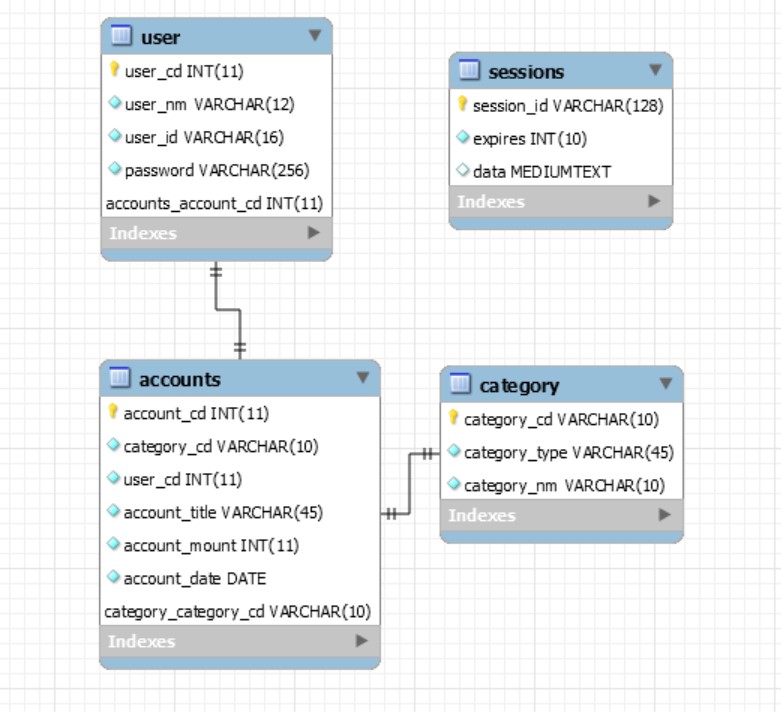 user
user_cd INT(11)
user_nm VARCHAR(12)
user_id VARCHAR(16)
password VARCHAR(256)
accounts_account_cd INT(11)
Indexes
sessions
session_id VARCHAR(128)
expires INT(10)
data MEDIUMTEXT
Indexes
accounts
account_cd INT(11)
category_cd VARCHAR(10)
user_cd INT(11)
account_title VARCHAR(45)
account_mount INT(11)
account_date DATE
category_category_cd VARCHAR(10)
Indexes
category
category_cd VARCHAR(10)
category_type VARCHAR(45)
category_nm VARCHAR(10)
Indexes